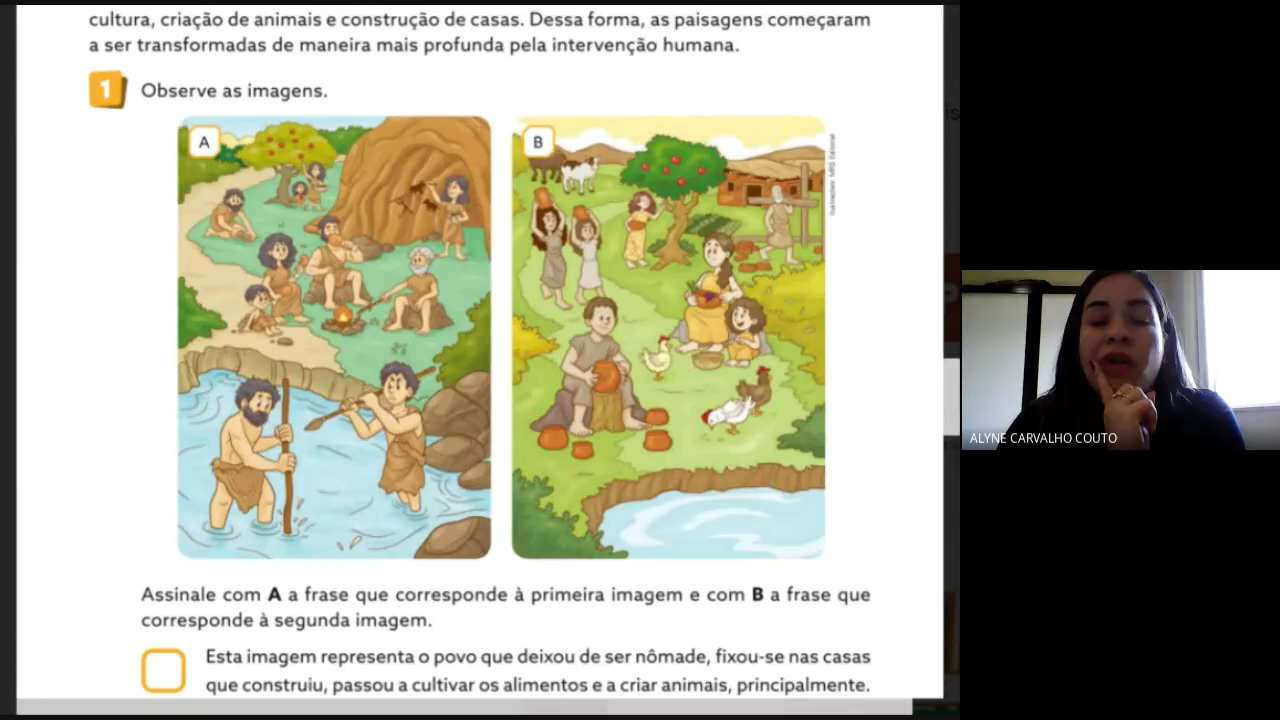 cultura, criação de animais e construção de casas. Dessa forma, as paisagens começaram
a ser transformadas de maneira mais profunda pela intervenção humana.
1 Observe as imagens.
A
B
Ilustrações: MRS Editorial
Assinale com A a frase que corresponde à primeira imagem e com B a frase que
corresponde à segunda imagem.
Esta imagem representa o povo que deixou de ser nômade, fixou-se nas casas
que construiu, passou a cultivar os alimentos e a criar animais, principalmente.
ALYNE CARVALHO COUTO